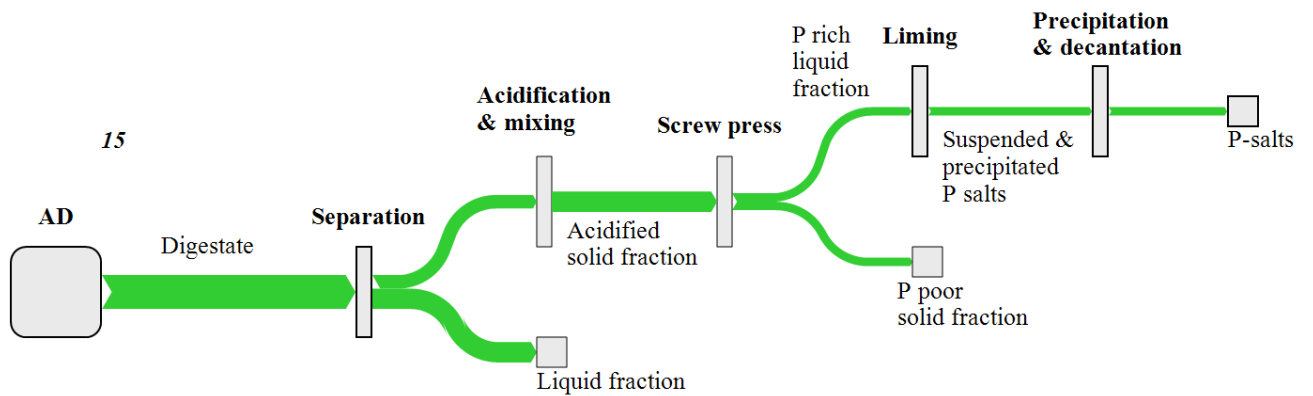 15
AD
Digestate
Separation
Liquid fraction
Acidification
& mixing
Acidified
solid fraction
Screw press
P rich
liquid
fraction
P poor
solid fraction
Liming
Suspended &
precipitated
P salts
Precipitation
& decantation
P-salts